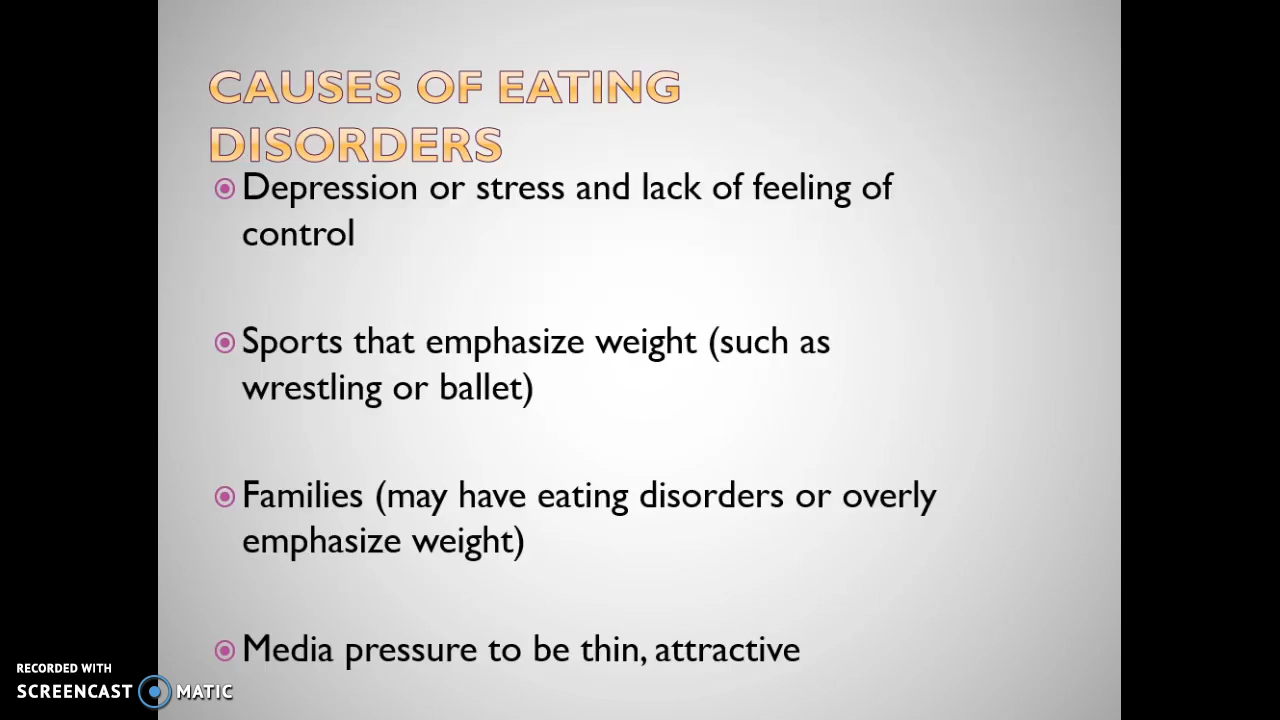 CAUSES OF EATING
DISORDERS
Depression or stress and lack of feeling of
control
Sports that emphasize weight (such as
wrestling or ballet)
Families (may have eating disorders or overly
emphasize weight)
Media pressure to be thin, attractive
RECORDED WITH
SCREENCAST MATIC